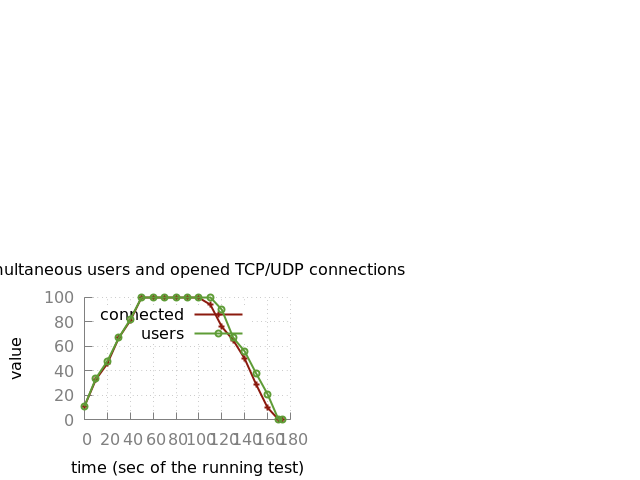 users and opened TCP/UDP connections
100
connected
80
users
60
value
40
20
0
0 20 40 60 80 100 120 140 160 180
time (sec of the running test)